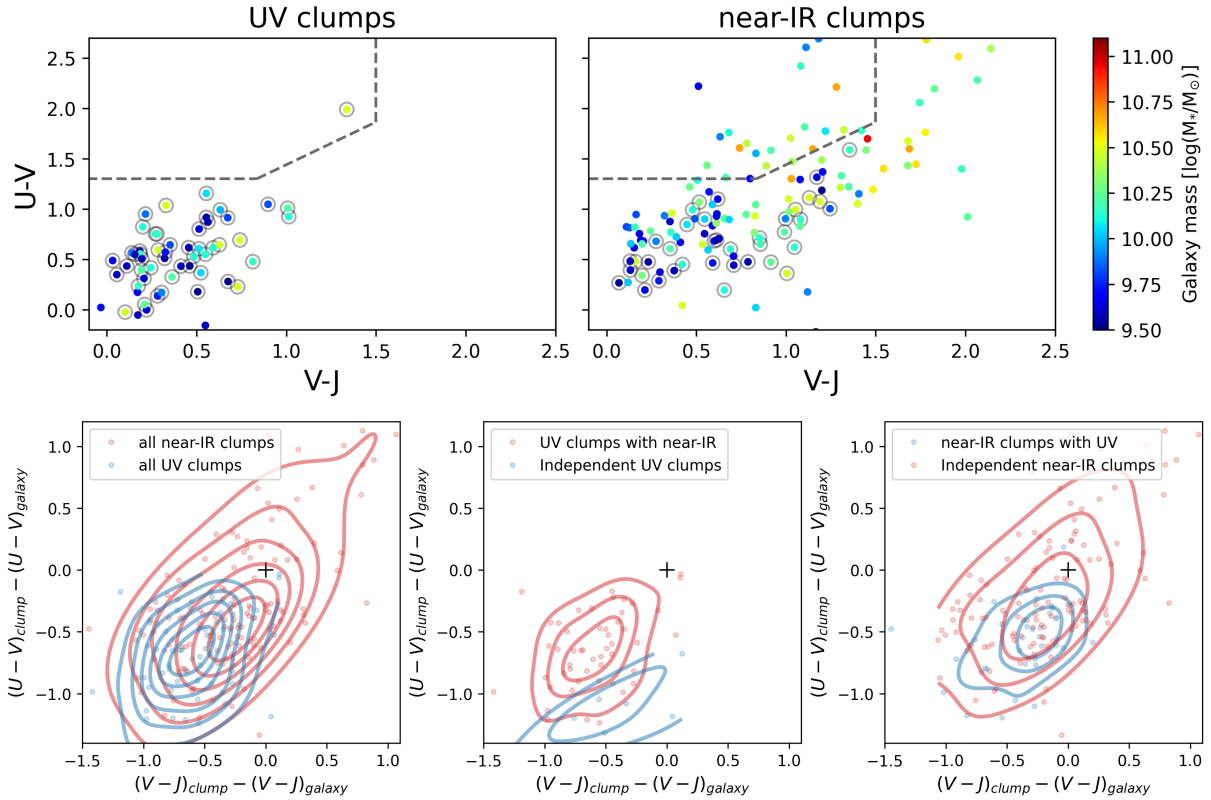 UV clumps
near-IR clumps
2.5
2.0
1.5
1.0
0.5
0.0
U-V
0.0 0.5 1.0 1.5 2.0 2.5
V-J
0.0 0.5 1.0 1.5 2.0 2.5
V-J
11.00
10.75
10.50
10.25
10.00
9.75
9.50
Galaxy mass [log(M*/M⊙)]
all near-IR clumps
all UV clumps
1.0
0.5
0.0
−0.5
−1.0
(U − V)clump − (U − V)galaxy
−1.5 −1.0 −0.5 0.0 0.5 1.0
(V − J)clump − (V − J)galaxy
UV clumps with near-IR
Independent UV clumps
1.0
0.5
0.0
−0.5
−1.0
(U − V)clump − (U − V)galaxy
−1.5 −1.0 −0.5 0.0 0.5 1.0
(V − J)clump − (V − J)galaxy
near-IR clumps with UV
Independent near-IR clumps
1.0
0.5
0.0
−0.5
−1.0
(U − V)clump − (U − V)galaxy
−1.5 −1.0 −0.5 0.0 0.5 1.0
(V − J)clump − (V − J)galaxy